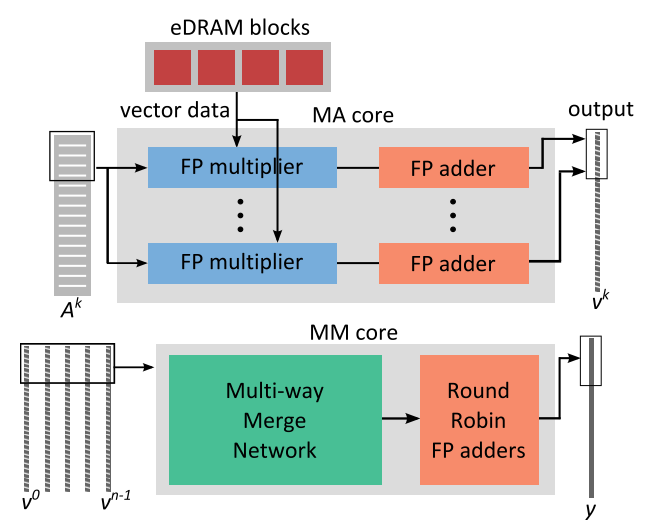 eDRAM blocks
vector data
MA core
output
FP multiplier
FP adder
FP multiplier
FP adder
A^k
v^k
MM core
Multi-way
Merge
Network
Round
Robin
FP adders
v^0
v^n-1
y